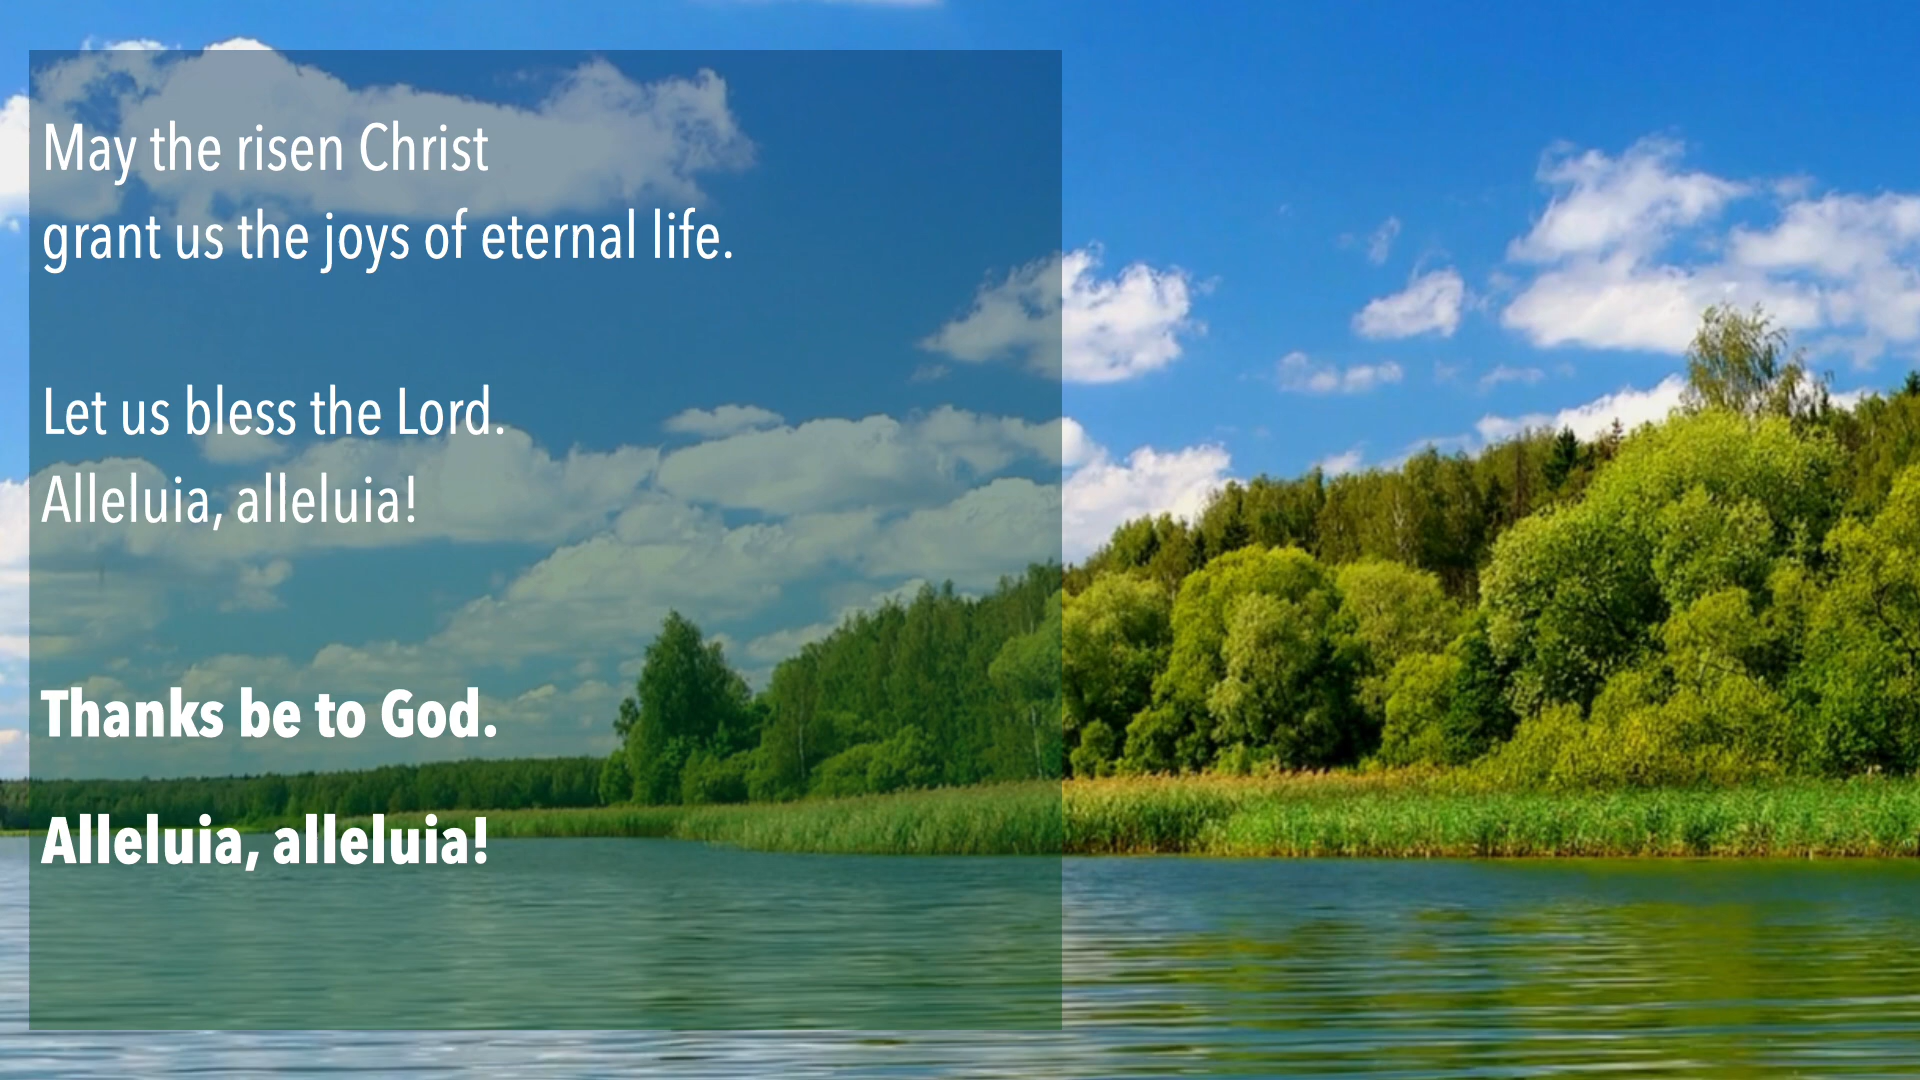 May the risen Christ
grant us the joys of eternal life.
Let us bless the Lord.
Alleluia, alleluia!
Thanks be to God.
Alleluia, alleluia!